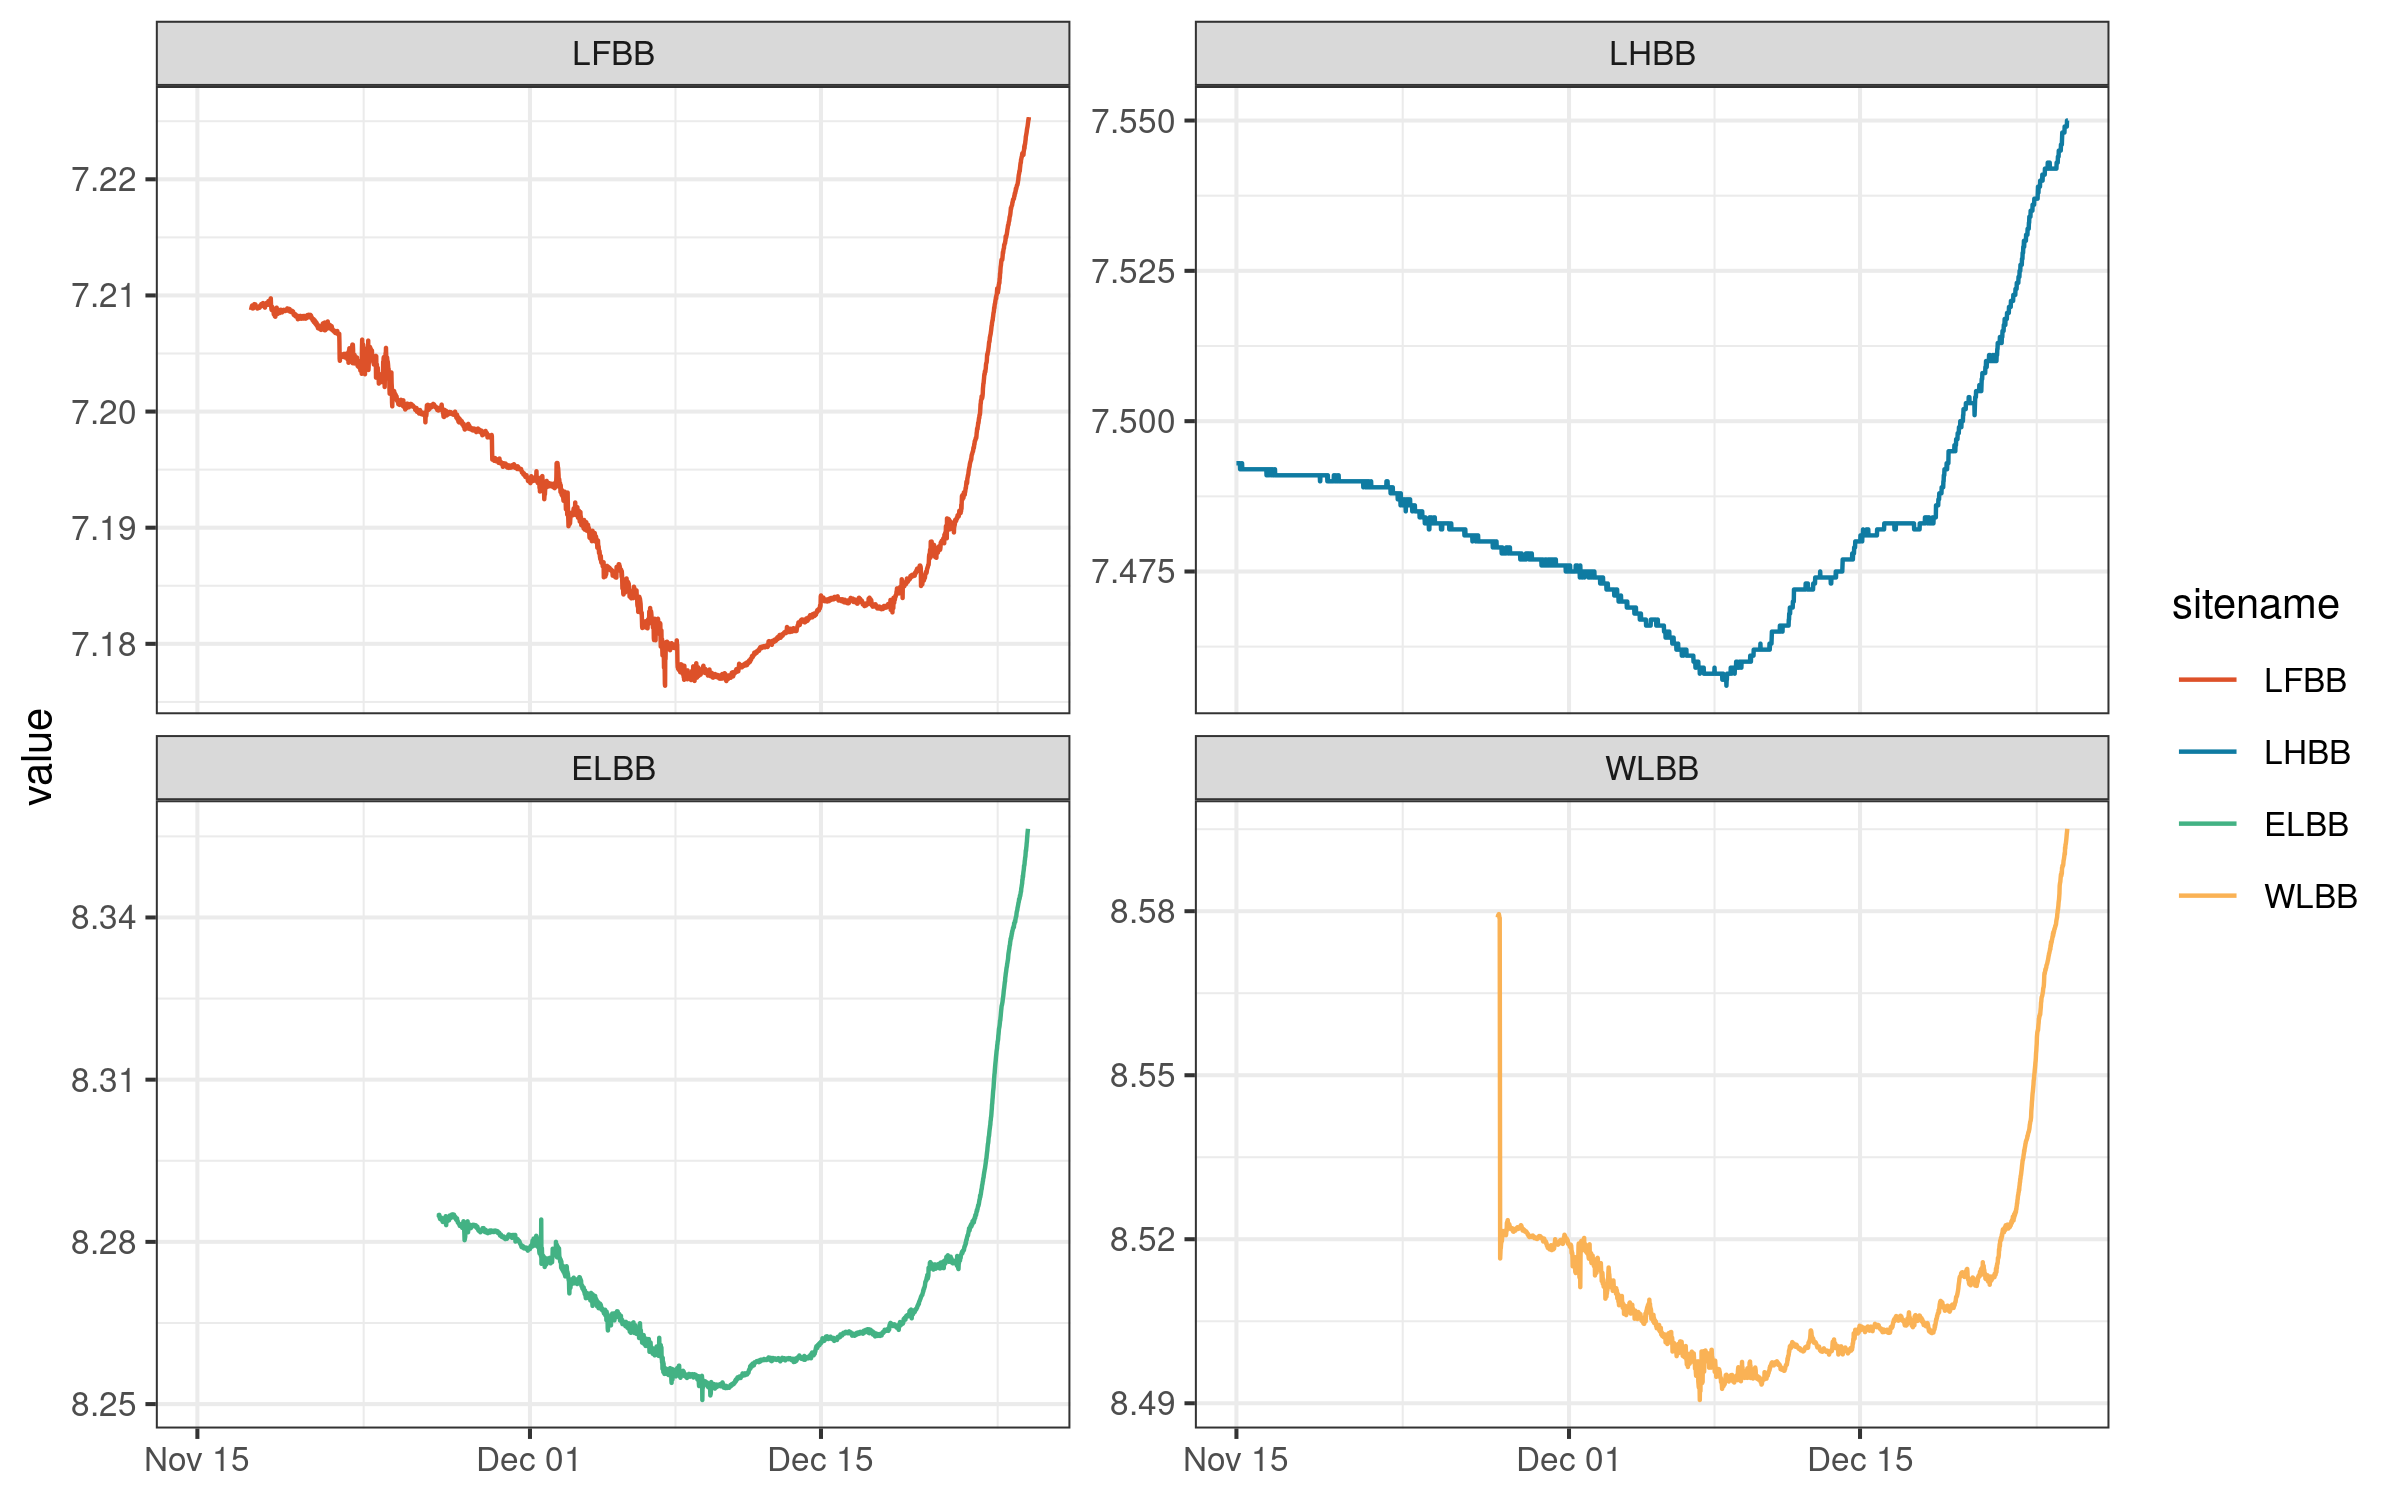 LFBB
LHBB
7.22
7.21
7.20
7.19
7.18
7.550
7.525
7.500
7.475
value
ELBB
WLBB
8.34
8.31
8.28
8.25
8.58
8.55
8.52
8.49
Nov 15
Dec 01
Dec 15
Nov 15
Dec 01
Dec 15
sitename
LFBB
LHBB
ELBB
WLBB